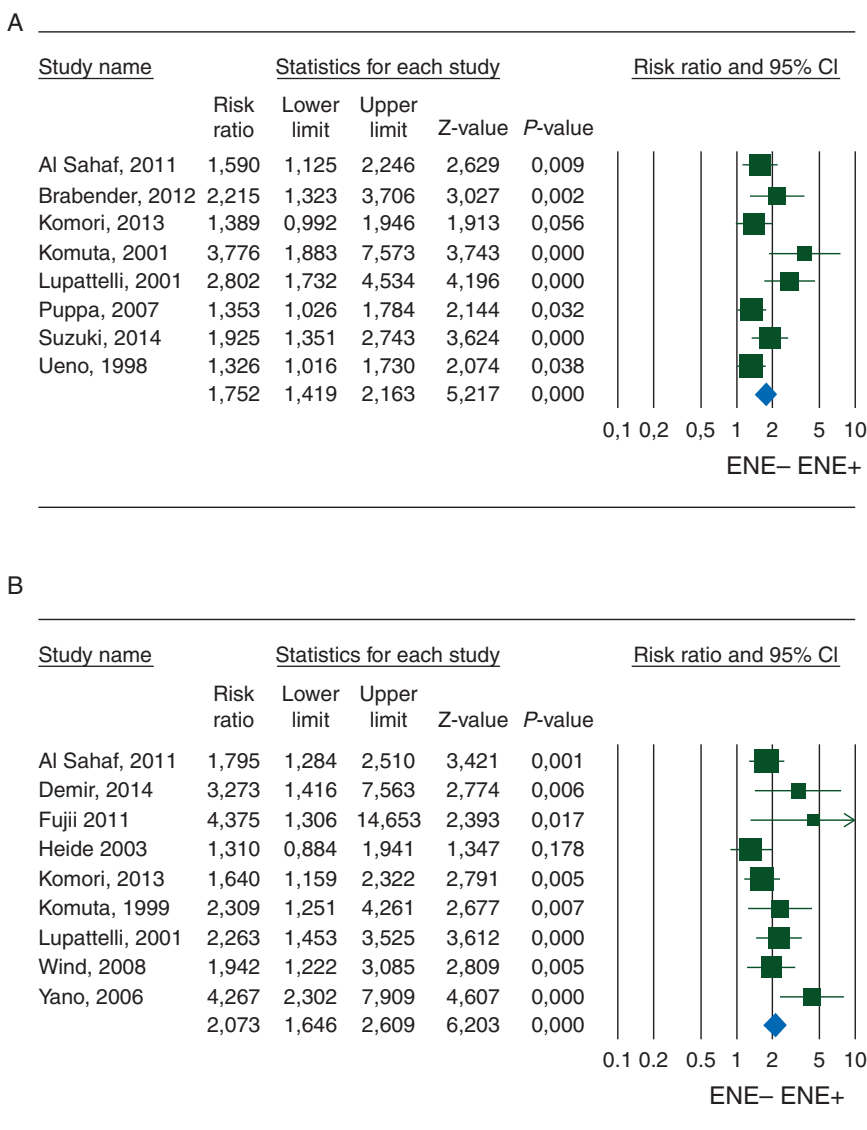 A
Study name Statistics for each study Risk ratio and 95% CI
Risk Lower Upper
ratio limit limit Z-value P-value
Al Sahaf, 2011 1,590 1,125 2,246 2,629 0,009
Brabender, 2012 2,215 1,323 3,706 3,027 0,002
Komori, 2013 1,389 0,992 1,946 1,913 0,056
Komuta, 2001 3,776 1,883 7,573 3,743 0,000
Lupattelli, 2001 2,802 1,732 4,534 4,196 0,000
Puppa, 2007 1,353 1,026 1,784 2,144 0,032
Suzuki, 2014 1,925 1,351 2,743 3,624 0,000
Ueno, 1998 1,326 1,016 1,730 2,074 0,038
1,752 1,419 2,163 5,217 0,000
0,1 0,2 0,5 1 2 5 10
ENE– ENE+
B
Study name Statistics for each study Risk ratio and 95% CI
Risk Lower Upper
ratio limit limit Z-value P-value
Al Sahaf, 2011 1,795 1,284 2,510 3,421 0,001
Demir, 2014 3,273 1,416 7,563 2,774 0,006
Fujii 2011 4,375 1,306 14,653 2,393 0,017
Heide 2003 1,310 0,884 1,941 1,347 0,178
Komori, 2013 1,640 1,159 2,322 2,791 0,005
Komuta, 1999 2,309 1,251 4,261 2,677 0,007
Lupattelli, 2001 2,263 1,453 3,525 3,612 0,000
Wind, 2008 1,942 1,222 3,085 2,809 0,005
Yano, 2006 4,267 2,302 7,909 4,607 0,000
2,073 1,646 2,609 6,203 0,000
0.1 0.2 0.5 1 2 5 10
ENE– ENE+